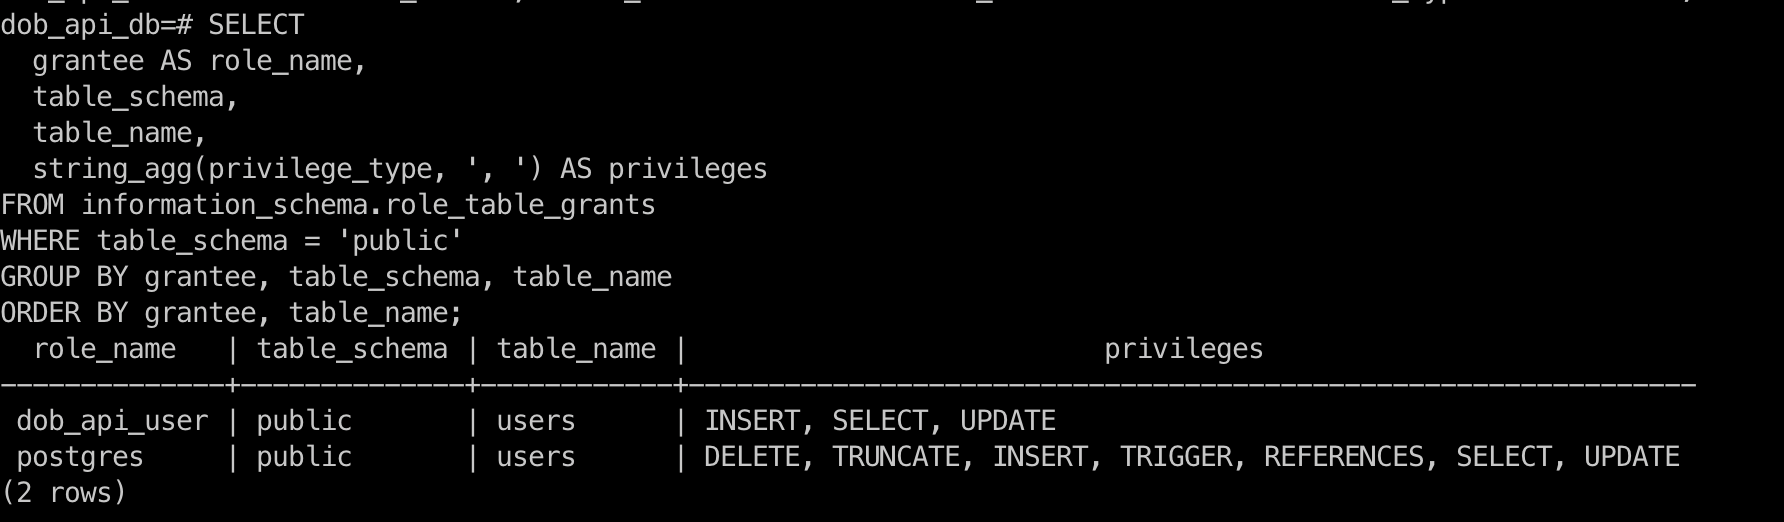 dob_api_db=# SELECT
  grantee AS role_name,
  table_schema,
  table_name,
  string_agg(privilege_type, ', ') AS privileges
FROM information_schema.role_table_grants
WHERE table_schema = 'public'
GROUP BY grantee, table_schema, table_name
ORDER BY grantee, table_name;
  role_name   | table_schema | table_name |                          privileges
--------------+--------------+------------+---------------------------------------------------------------
 dob_api_user | public       | users      | INSERT, SELECT, UPDATE
 postgres     | public       | users      | DELETE, TRUNCATE, INSERT, TRIGGER, REFERENCES, SELECT, UPDATE
(2 rows)